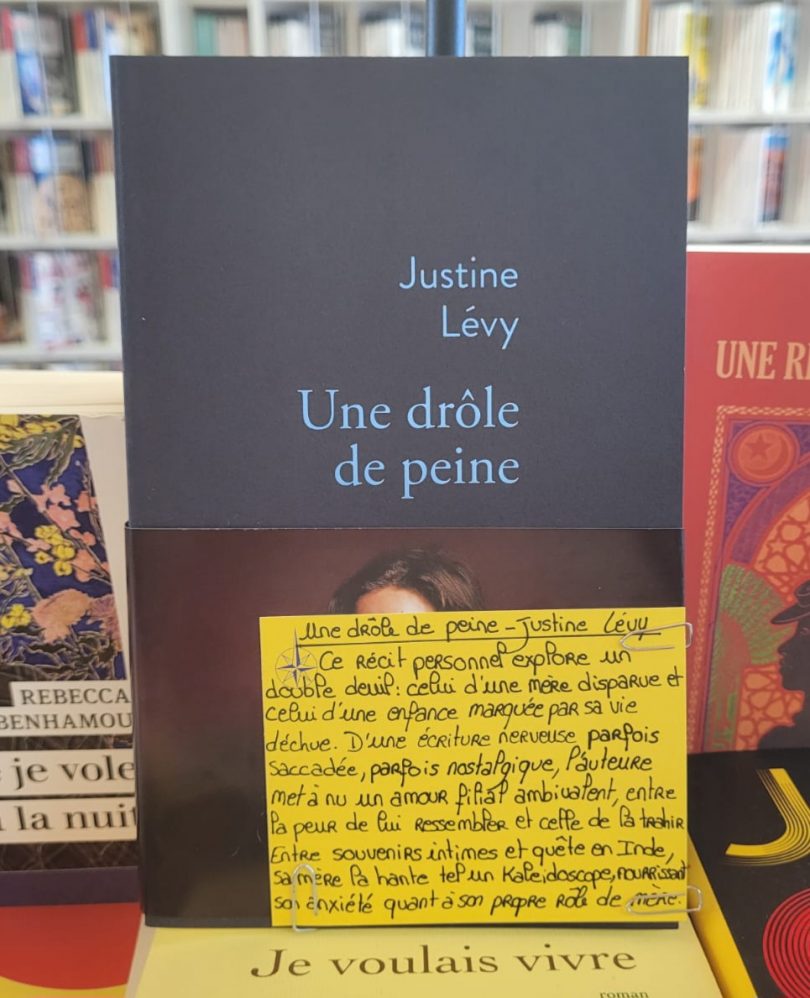 Justine
Lévy
Une drôle
de peine
Une drôle de peine - Justine Lévy
Ce récit personnel explore un
double deuil : celui d'une mère disparue et
celui d'une enfance marquée par sa vie
déchue. D'une écriture nerveuse parfois
saccadée, parfois nostalgique, l'auteure
met à nu un amour filial ambivalent, entre
la peur de lui ressembler et celle de la trahir
Entre souvenirs intimes et quête en Inde,
sa mère la hante tel un Kaleidoscope, nourrissant
son anxiété quant à son propre rôle de mère.
REBECCA
BENHAMOU
je vole
la nuit
UNE
Je voulais vivre
roman